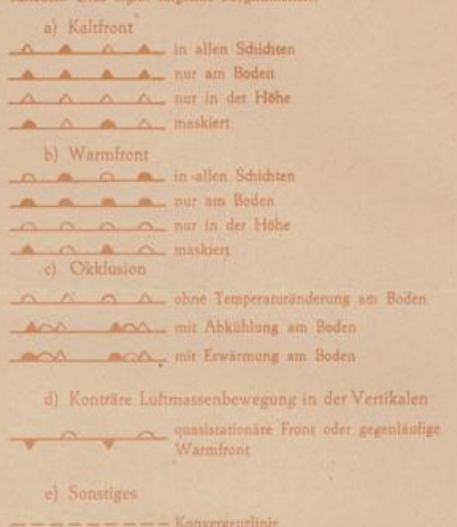 a) Kaltfront
in allen Schichten
nur am Boden
nur in der Höhe
maskiert
b) Warmfront
in allen Schichten
nur am Boden
nur in der Höhe
maskiert
c) Okklusion
ohne Temperaturänderung am Boden
mit Abkühlung am Boden
mit Erwärmung am Boden
d) Konträre Luftmassenbewegung in der Vertikalen
quasistationäre Front oder gegenläufige
Warmfront
e) Sonstiges
Konvergenzlinie